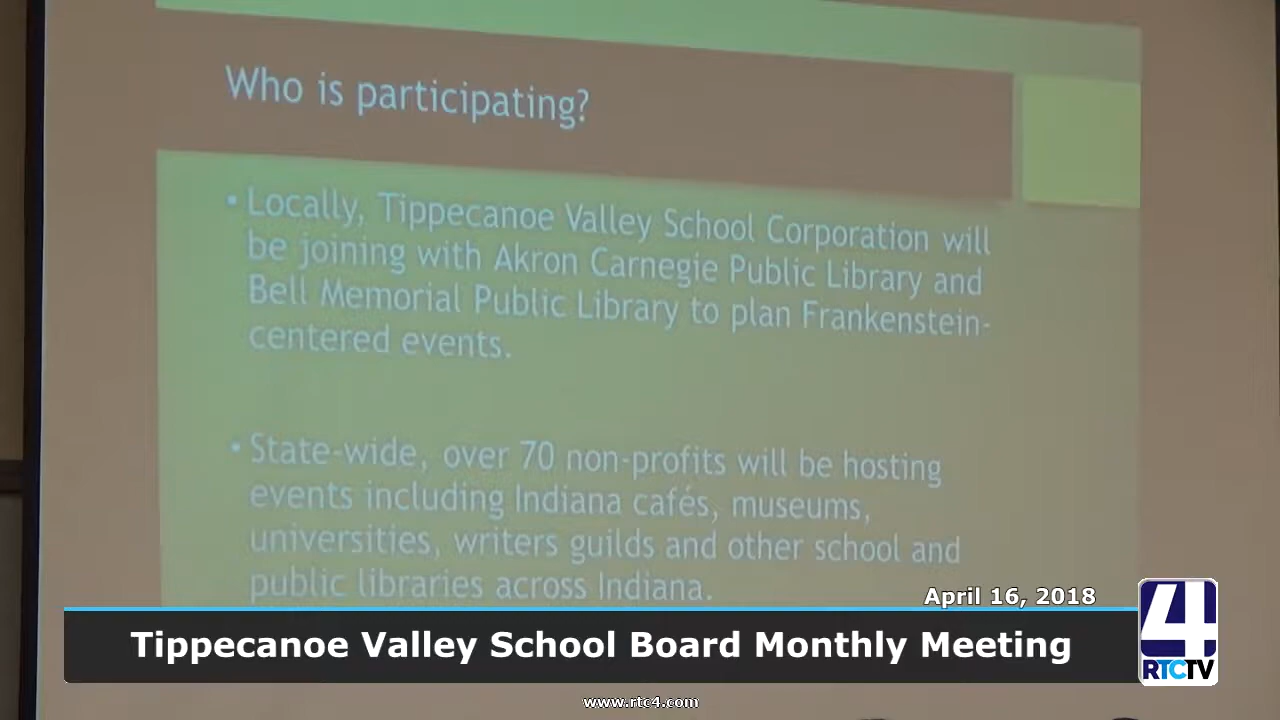 Who is participating?
• Locally, Tippecanoe Valley School Corporation will
be joining with Akron Carnegie Public Library and
Bell Memorial Public Library to plan Frankenstein-
centered events.
• State-wide, over 70 non-profits will be hosting
events including Indiana cafés, museums,
universities, writers guilds and other school and
public libraries across Indiana.
April 16, 2018
Tippecanoe Valley School Board Monthly Meeting
4
RTCTV
www.rtc4.com